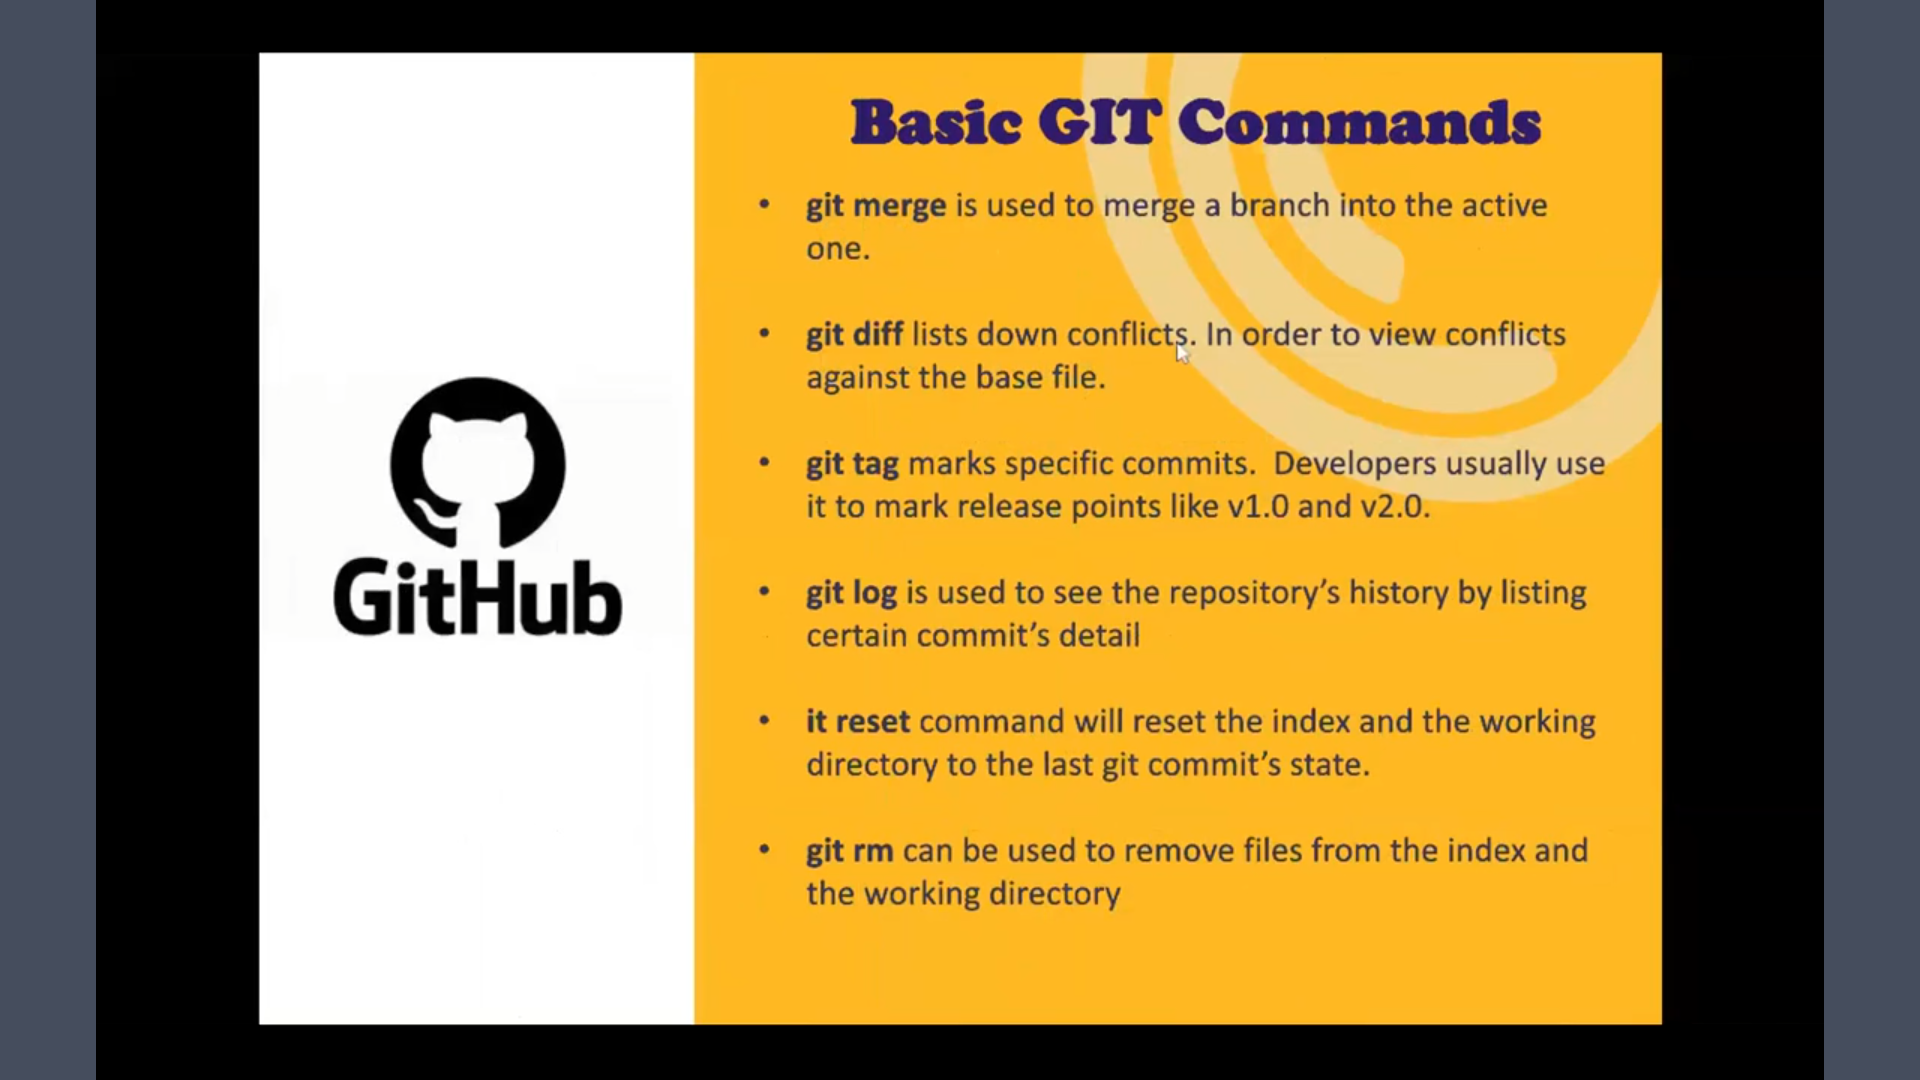 Basic GIT Commands
• git merge is used to merge a branch into the active
one.
• git diff lists down conflicts. In order to view conflicts
against the base file.
• git tag marks specific commits.  Developers usually use
it to mark release points like v1.0 and v2.0.
• git log is used to see the repository’s history by listing
certain commit’s detail
• it reset command will reset the index and the working
directory to the last git commit’s state.
• git rm can be used to remove files from the index and
the working directory
GitHub